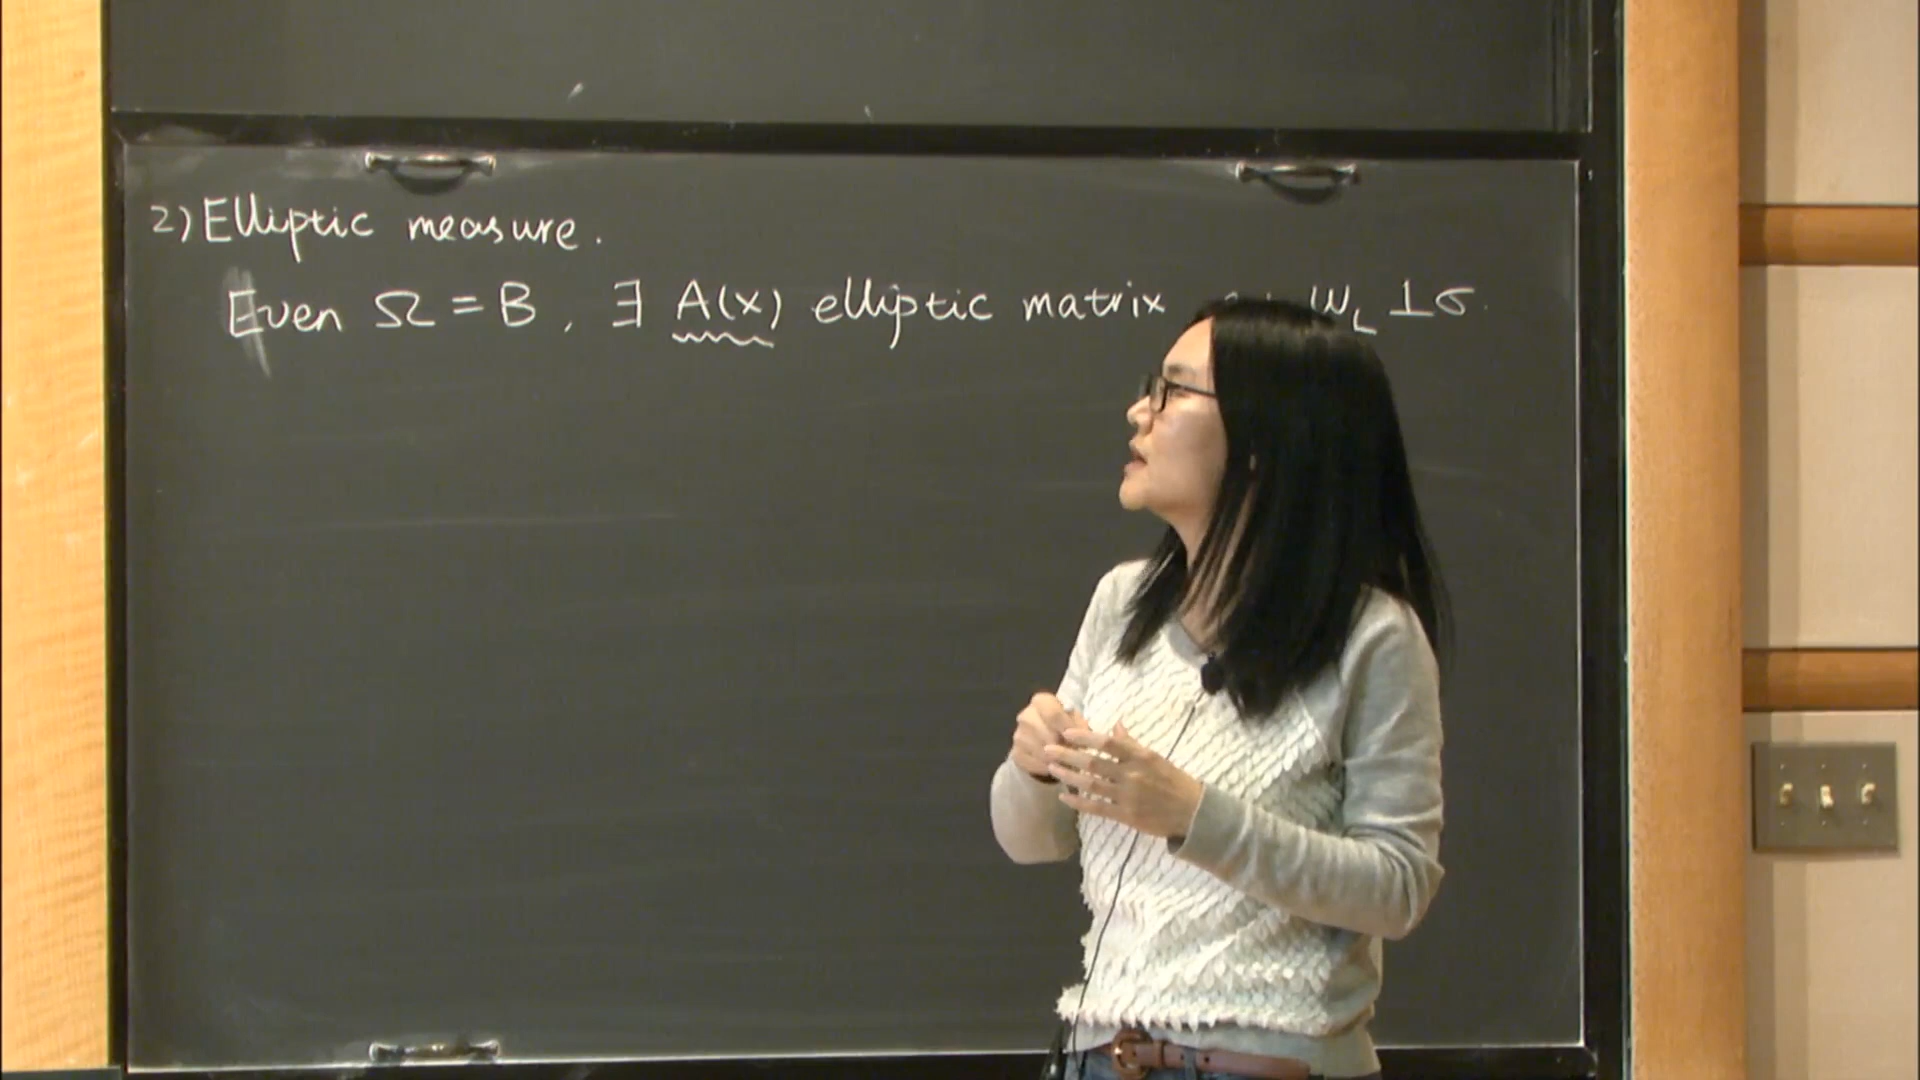 2) Elliptic measure.
Even Ω = B, ∃ A(x) elliptic matrix ω_L ⊥ σ.